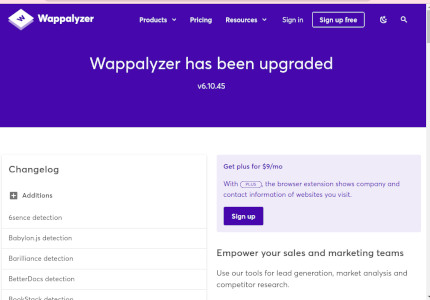 Wappalyzer
Products
Pricing
Resources
Sign in
Sign up free
Wappalyzer has been upgraded
v6.10.45
Changelog
Additions
6sence detection
Babylon.js detection
Barilliance detection
BetterDocs detection
BookStack detection
Get plus for $9/mo
With PLUS, the browser extension shows company and
contact information of websites you visit.
Sign up
Empower your sales and marketing teams
Use our tools for lead generation, market analysis and
competitor research.